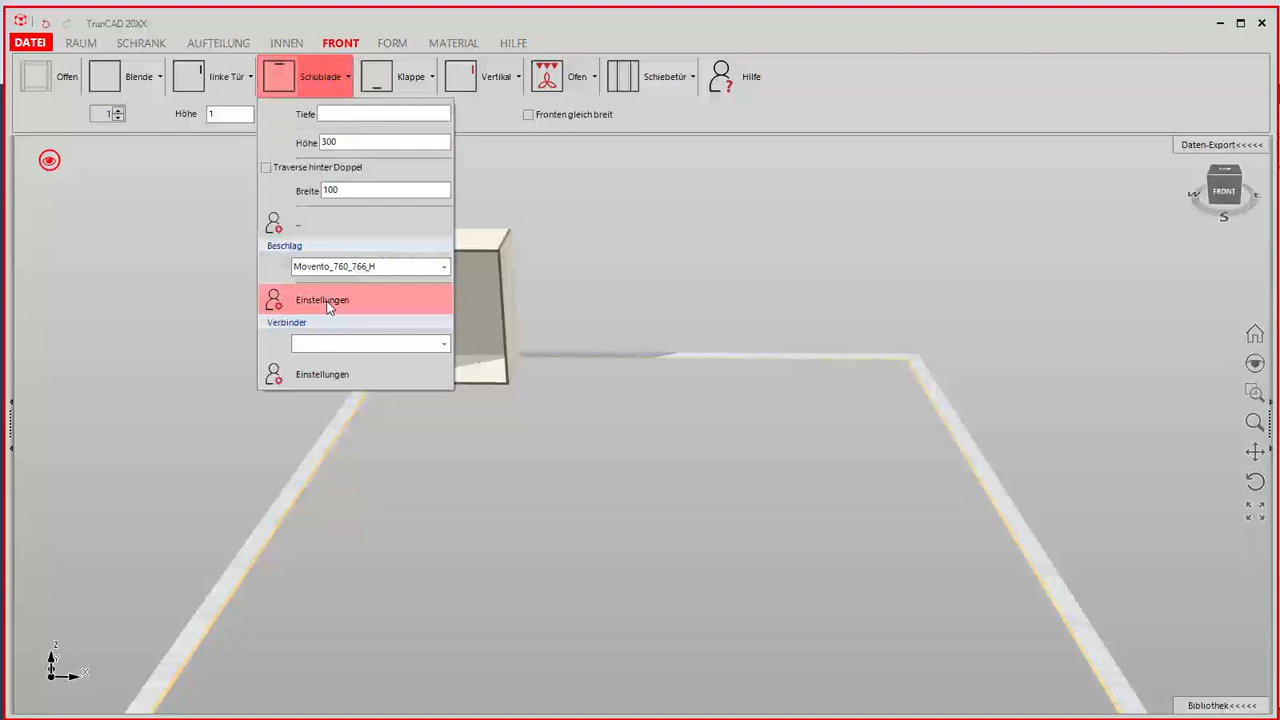 TrunCAD 20XX
DATEI RAUM SCHRANK AUFTEILUNG INNEN FRONT FORM MATERIAL HILFE
Offen Blende linke Tür Schublade Klappe Vertikal Ofen Schiebetür ? Hilfe
1 Höhe 1 Tiefe Fronten gleich breit
Höhe 300
Daten-Export<<<<<
Traverse hinter Doppel
Breite 100
W FRONT
S
..
Beschlag
Movento_760_766_H
Einstellungen
Verbinder
Einstellungen
Z
Y
X
Bibliothek<<<<<